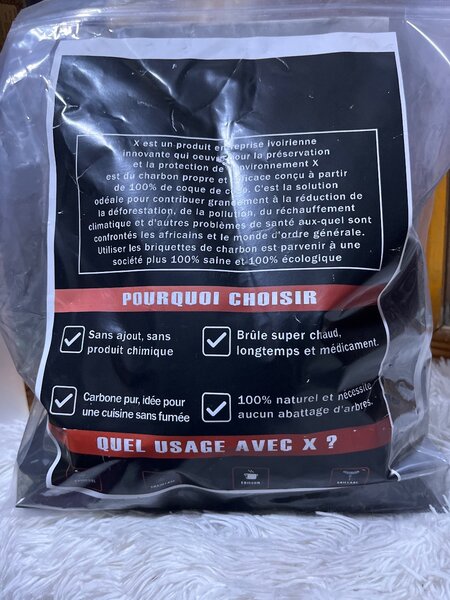 X est un produit entreprise ivoirienne
innovante qui oeuvre pour la préservation
et la protection de l'environnement X
est du charbon propre et efficace conçu à partir
de 100% de coque de coco. C'est la solution
odéale pour contribuer grandement à la réduction de
la déforestation, de la pollution, du réchauffement
climatique et d'autres problèmes de santé aux-quel sont
confrontés les africains et le monde d'ordre générale.
Utiliser les briquettes de charbon est parvenir à une
société plus 100% saine et 100% écologique
POURQUOI CHOISIR
Sans ajout, sans
produit chimique
Brûle super chaud,
longtemps et médicament.
Carbone pur, idée pour
une cuisine sans fumée
100% naturel et nécessite
aucun abattage d'arbres.
QUEL USAGE AVEC X ?